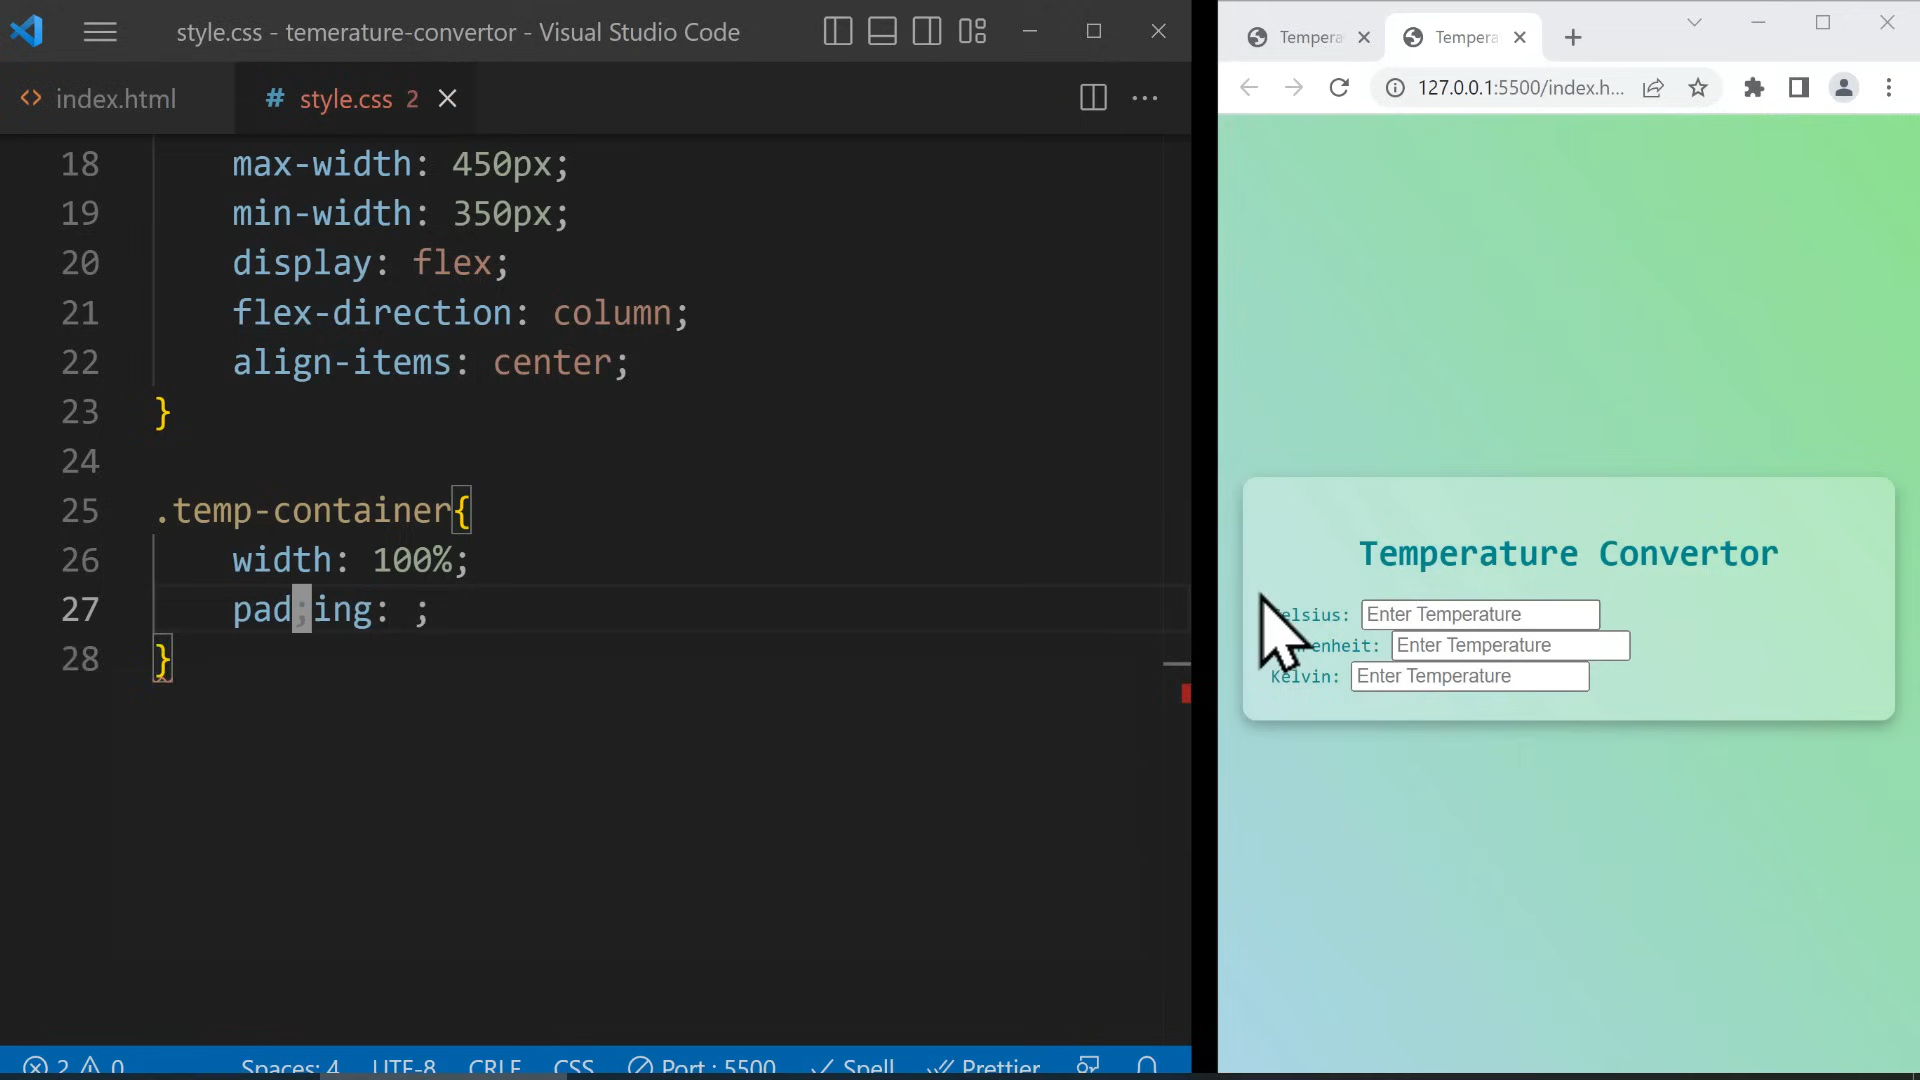 style.css - temerature-convertor - Visual Studio Code
index.html
# style.css 2
18 max-width: 450px;
19 min-width: 350px;
20 display: flex;
21 flex-direction: column;
22 align-items: center;
23 }
24
25 .temp-container{
26 width: 100%;
27 pad;ing: ;
28 }
2 0 Spaces: 4 UTF-8 CRLF CSS Port : 5500 Spell Prettier
Tempera Tempera
127.0.0.1:5500/index.h...
Temperature Convertor
elsius: Enter Temperature
enheit: Enter Temperature
Kelvin: Enter Temperature